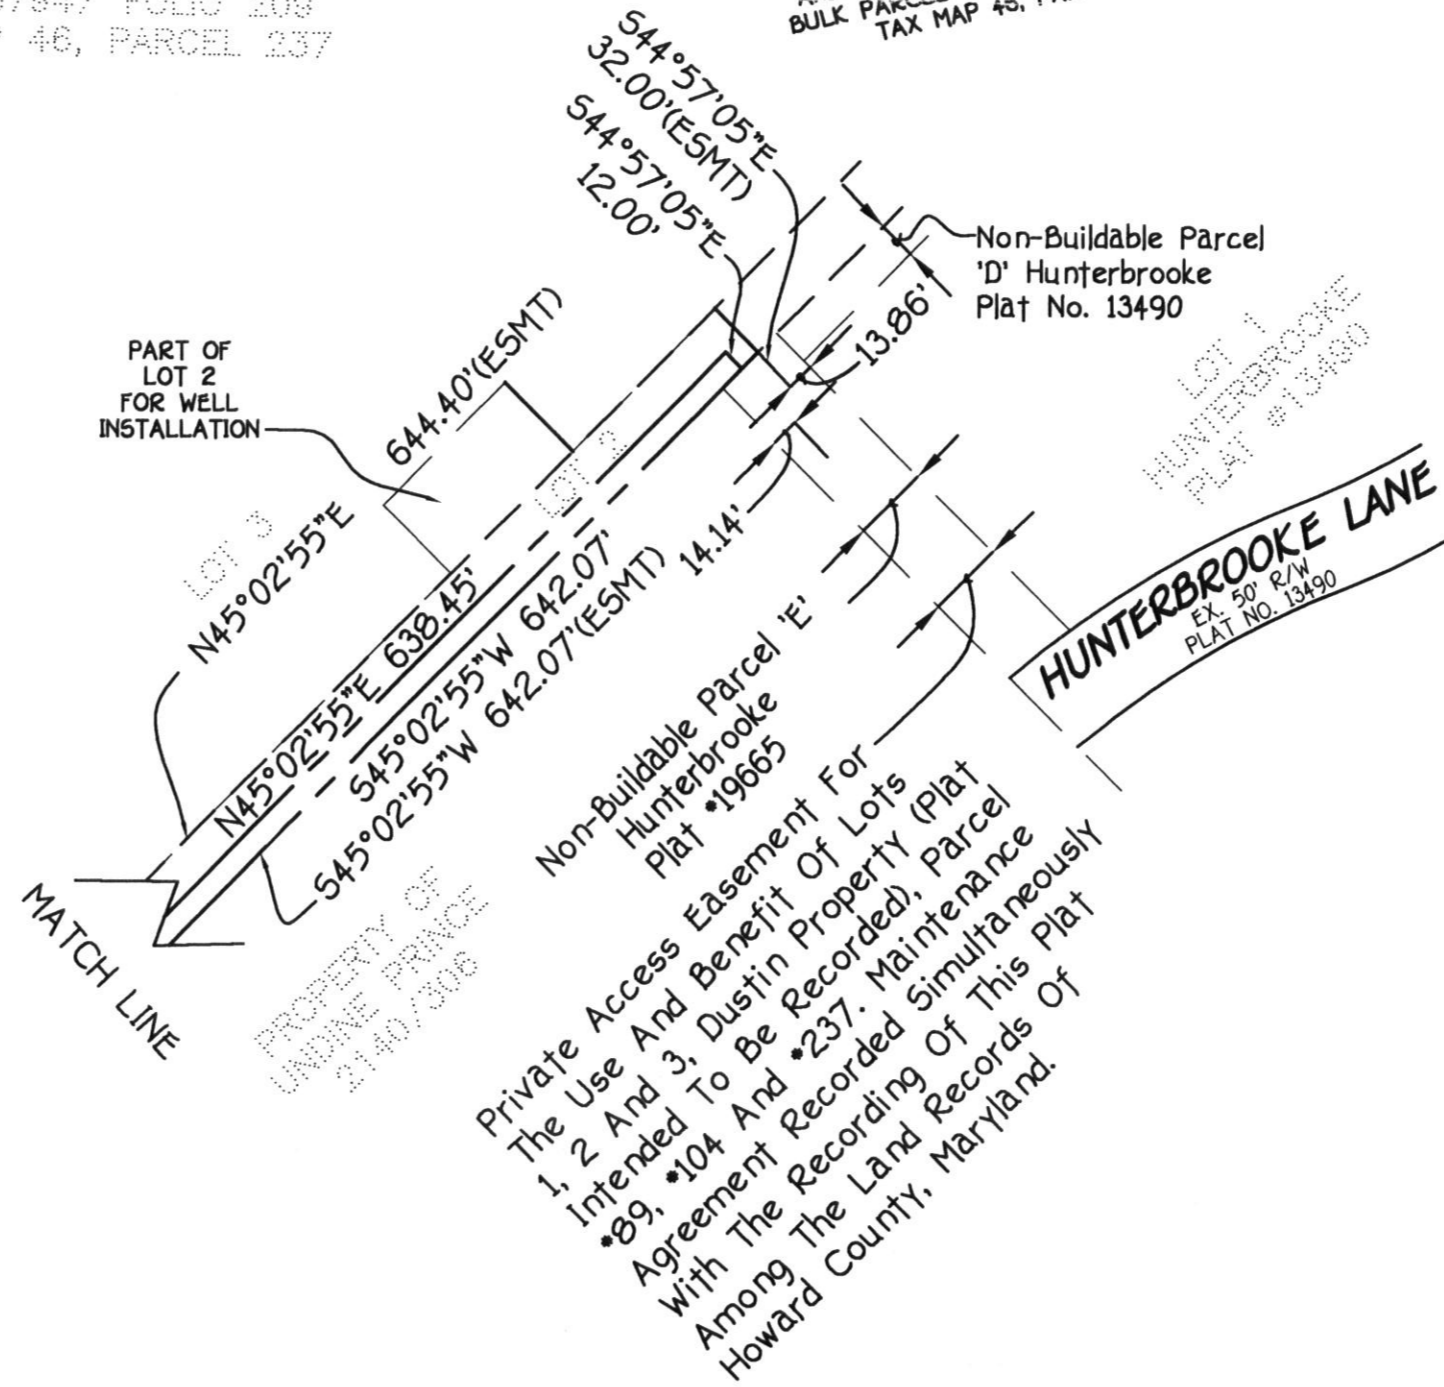 46, PARCEL 237
TAX MAP
S44°57'05"E
32.00'(ESMT)
S44°57'05"E
12.00'
Non-Buildable Parcel
'D' Hunterbrooke
Plat No. 13490
13.86'
LOT 1
HUNTERBROOKE
PLAT #13490
PART OF
LOT 2
FOR WELL
INSTALLATION
644.40'(ESMT)
N45°02'55"E
LOT 3
LOT 2
N45°02'55"E 638.45'
S45°02'55"W 642.07'
S45°02'55"W 642.07'(ESMT)
14.14'
HUNTERBROOKE LANE
EX. 50' R/W
PLAT NO. 13490
Non-Buildable Parcel 'E'
Hunterbrooke
Plat #19665
MATCH LINE
PROPERTY OF
UNDINE PRINCE
2140/306
Private Access Easement For
The Use And Benefit Of Lots
1, 2 And 3, Dustin Property (Plat
Intended To Be Recorded), Parcel
#89, #104 And #237. Maintenance
Agreement Recorded Simultaneously
With The Recording Of This Plat
Among The Land Records Of
Howard County, Maryland.